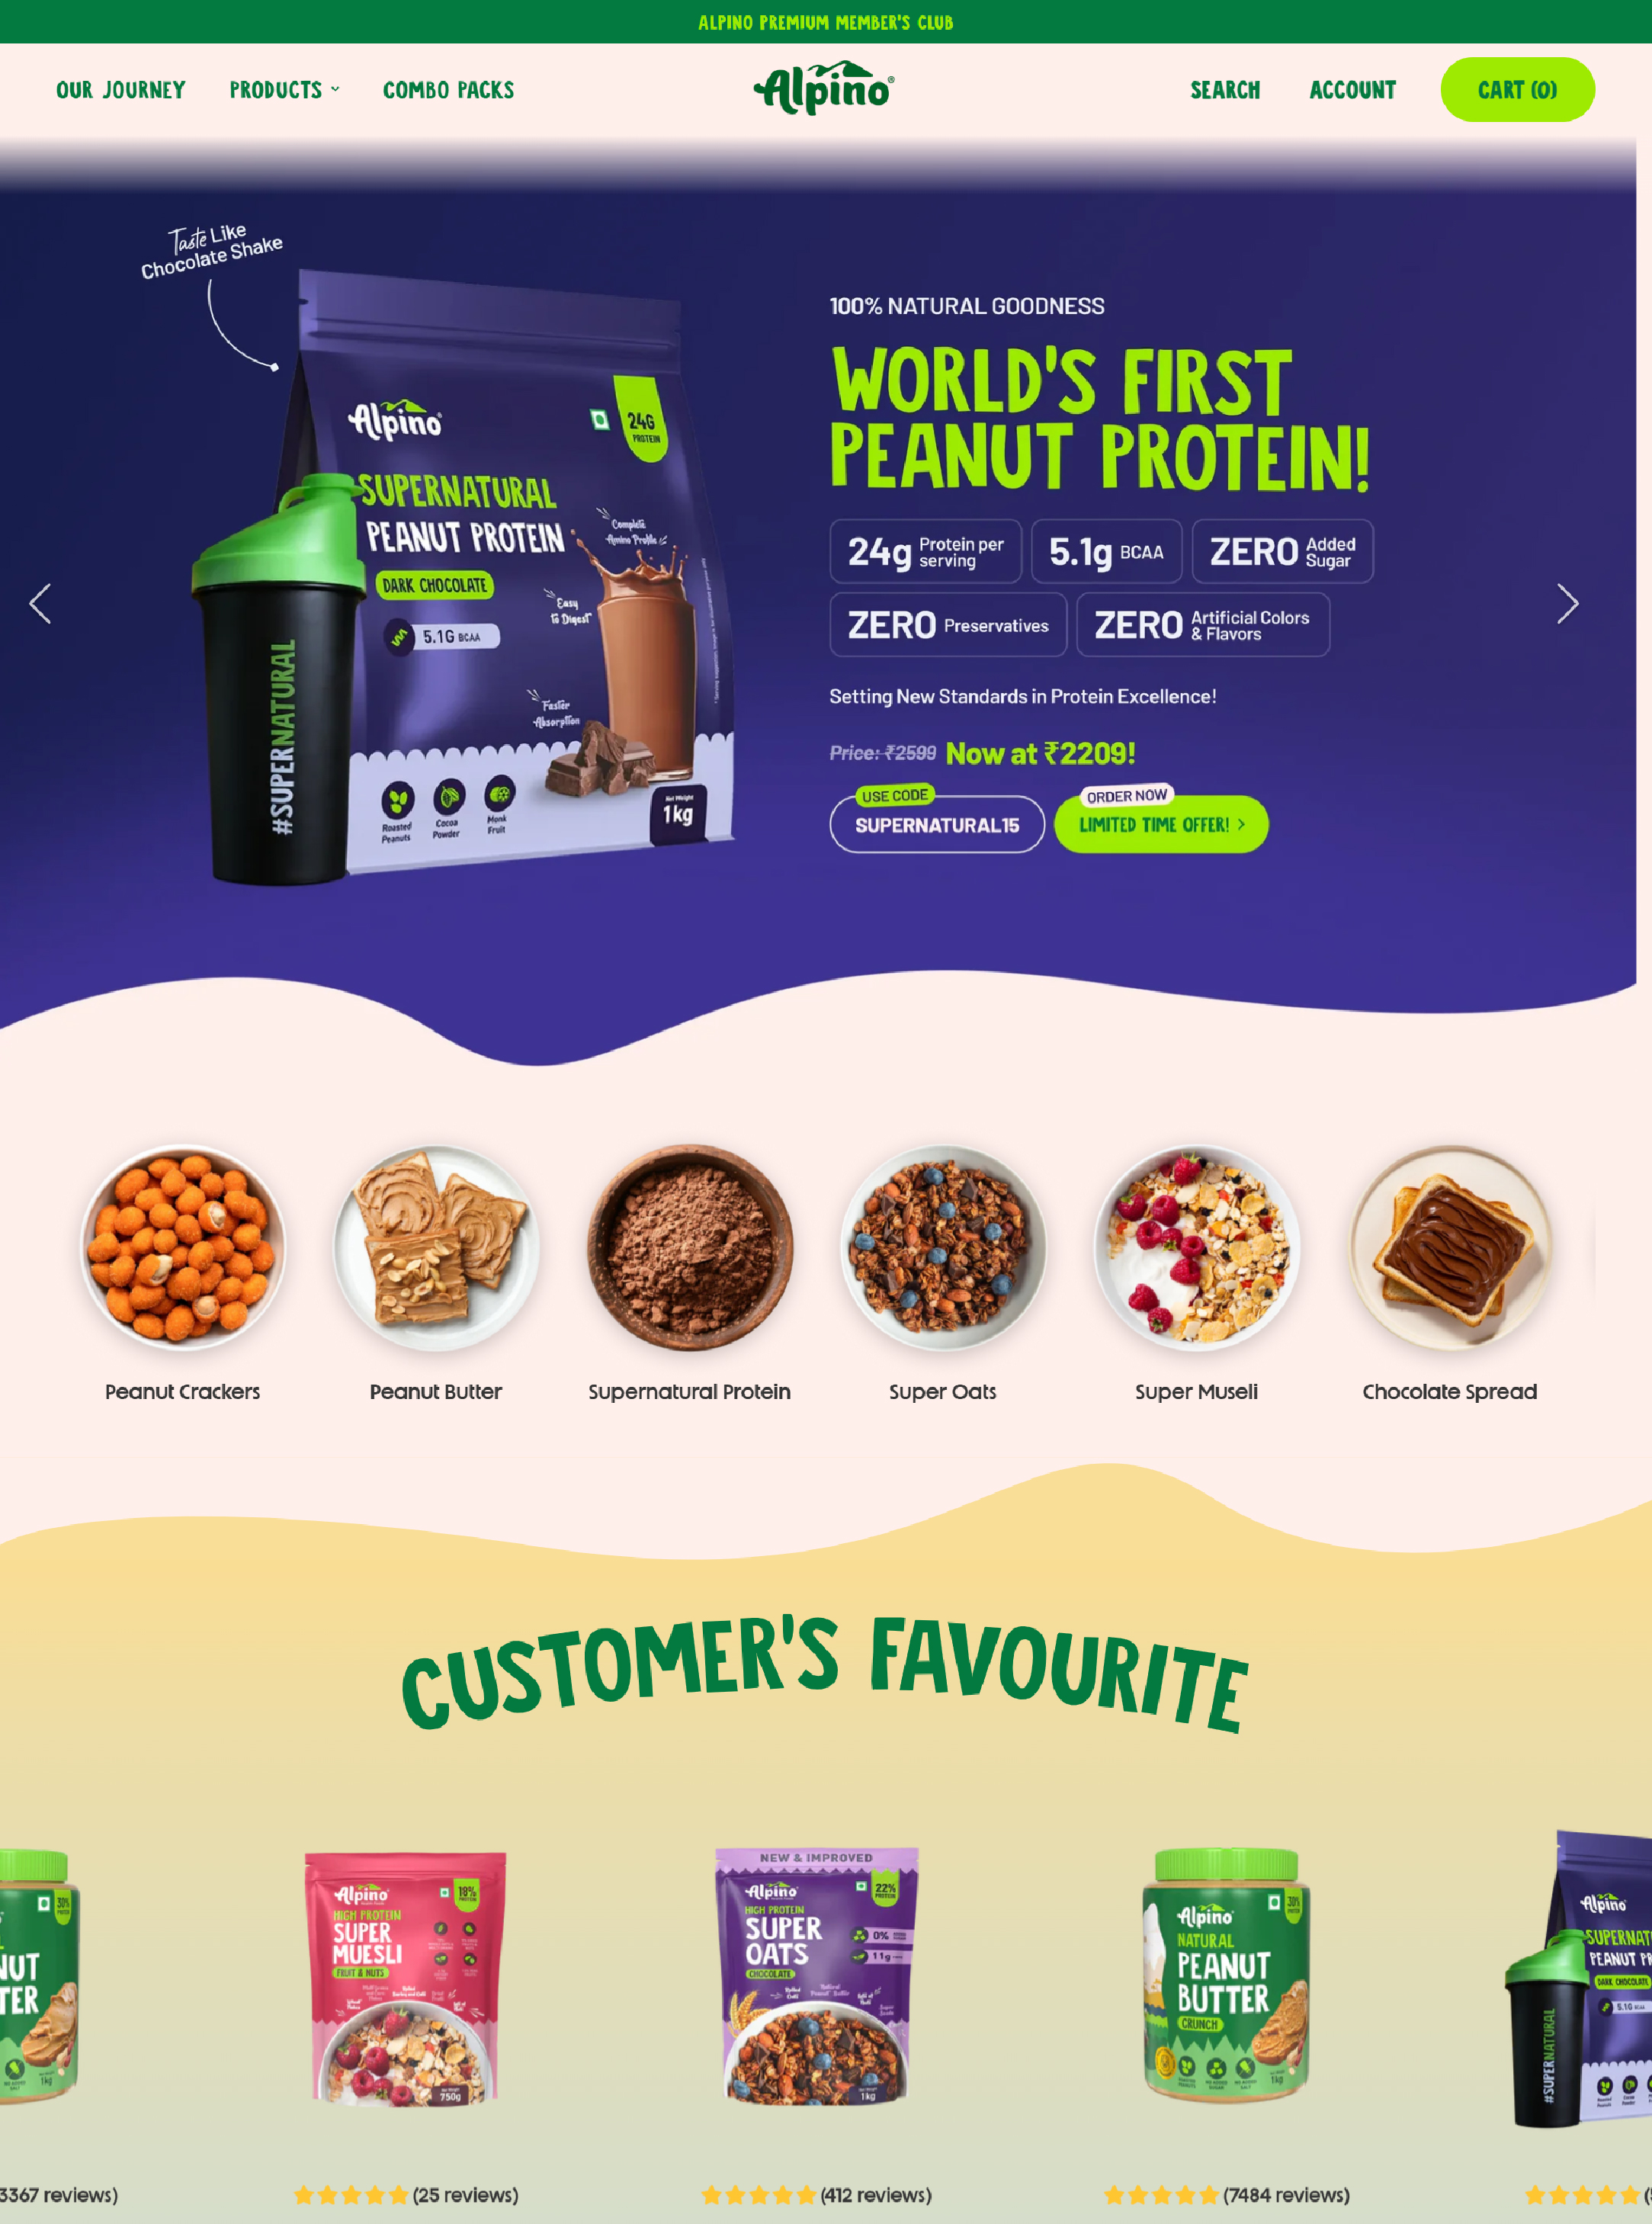 ALPINO PREMIUM MEMBER'S CLUB
OUR JOURNEY
PRODUCTS
COMBO PACKS
Alpino®
SEARCH
ACCOUNT
CART (0)
Taste Like
Chocolate Shake
Alpino
24G
PROTEIN
SUPERNATURAL
PEANUT PROTEIN
DARK CHOCOLATE
5.1G BCAA
Complete
Amino Profile
Easy
To Digest
Faster
Absorption
#SUPERNATURAL
Roasted
Peanuts
Cocoa
Powder
Monk
Fruit
Net Weight
1kg
100% NATURAL GOODNESS
WORLD'S FIRST
PEANUT PROTEIN!
24g Protein per
serving
5.1g BCAA
ZERO Added
Sugar
ZERO Preservatives
ZERO Artificial Colors
& Flavors
Setting New Standards in Protein Excellence!
Price: ₹2599 Now at ₹2209!
USE CODE
SUPERNATURAL15
ORDER NOW
LIMITED TIME OFFER!
Peanut Crackers
Peanut Butter
Supernatural Protein
Super Oats
Super Museli
Chocolate Spread
CUSTOMER'S FAVOURITE
30%
NUT
TER
1kg
3367 reviews)
Alpino
18%
PROTEIN
HIGH PROTEIN
SUPER
MUESLI
FRUIT & NUTS
750g
(25 reviews)
NEW & IMPROVED
Alpino
22%
PROTEIN
HIGH PROTEIN
SUPER
OATS
CHOCOLATE
0%
11g
1kg
(412 reviews)
Alpino
30%
NATURAL
PEANUT
BUTTER
CRUNCH
1kg
(7484 reviews)
Alpino
SUPERNAT
PEANUT PR
DARK CHOCOLATE
5.1G BCAA
#SUPERNATURAL